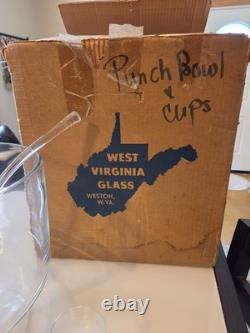 Punch Bowl
&
Cups
WEST
VIRGINIA
GLASS
WESTON,
W. VA.